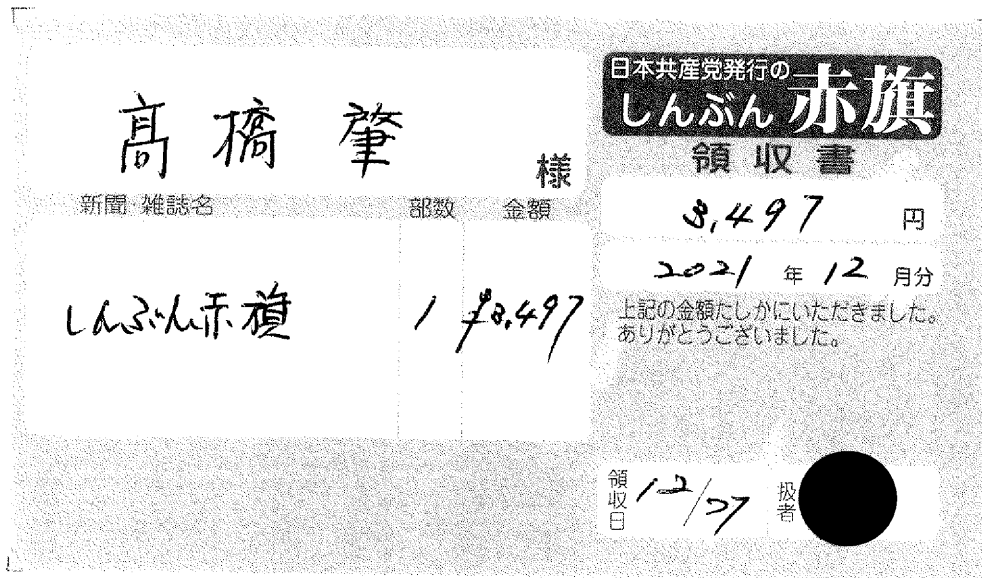 髙橋 肇 様
新聞・雑誌名 部数 金額
しんぶん赤旗 1 ¥3,497
日本共産党発行の
しんぶん赤旗
領収書
3,497 円
2021 年 12 月分
上記の金額たしかにいただきました。
ありがとうございました。
領収日 12/27 扱者